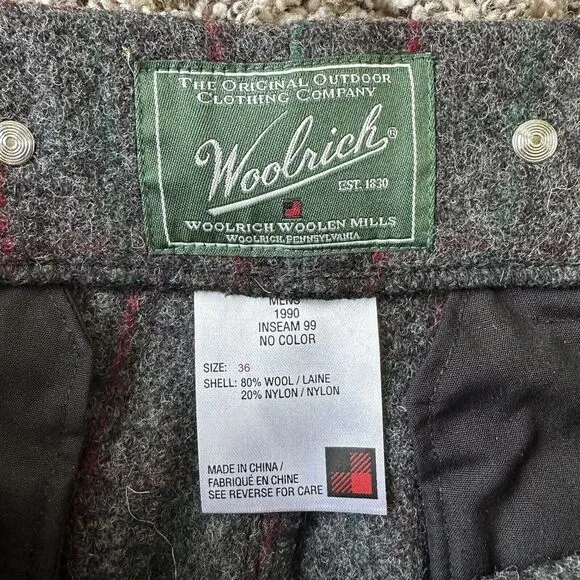 The Original Outdoor
Clothing Company
Woolrich®
EST. 1830
Woolrich Woolen Mills
Woolrich, Pennsylvania
MENS
1990
INSEAM 99
NO COLOR
SIZE: 36
SHELL: 80% WOOL / LAINE
20% NYLON / NYLON
MADE IN CHINA /
FABRIQUÉ EN CHINE
SEE REVERSE FOR CARE